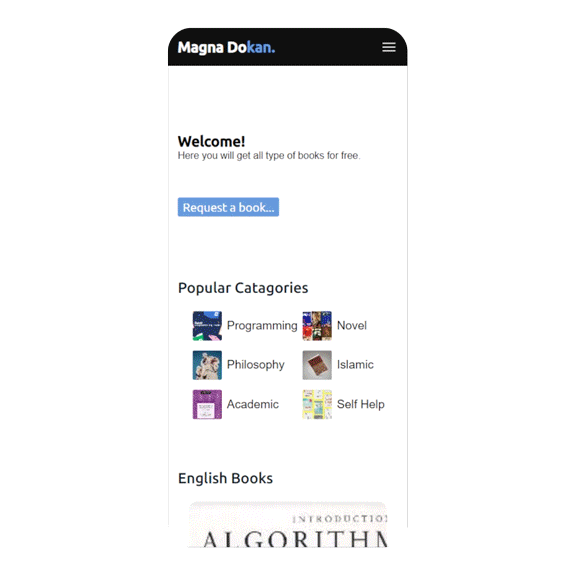 Magna Dokan.
Welcome!
Here you will get all type of books for free.
Request a book...
Popular Catagories
Programming
Novel
Philosophy
Islamic
Academic
Self Help
English Books
INTRODUCTIO
ALGORITHM